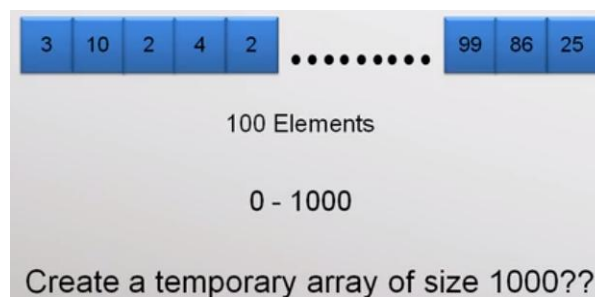 3 10 2 4 2 ......... 99 86 25
100 Elements
0 - 1000
Create a temporary array of size 1000??